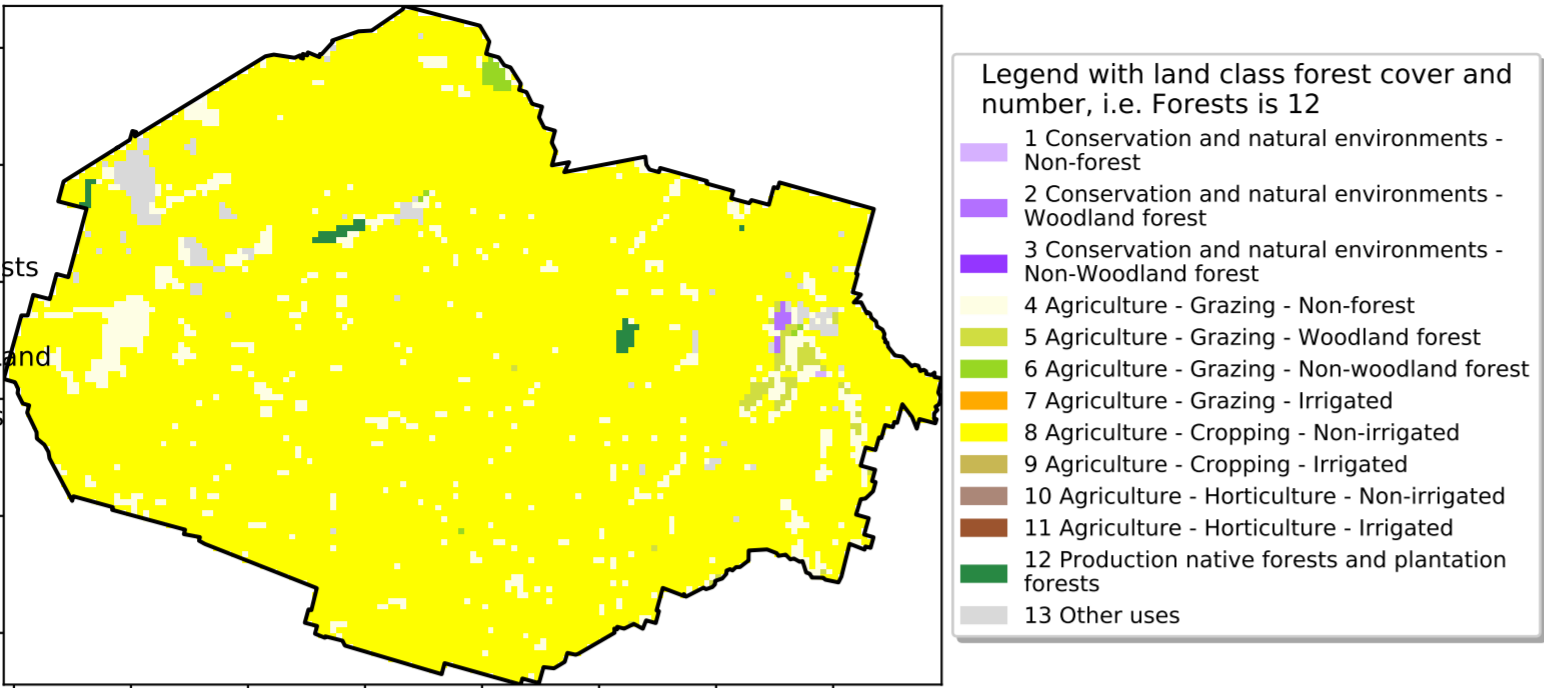 sts
and
Legend with land class forest cover and
number, i.e. Forests is 12
1 Conservation and natural environments -
Non-forest
2 Conservation and natural environments -
Woodland forest
3 Conservation and natural environments -
Non-Woodland forest
4 Agriculture - Grazing - Non-forest
5 Agriculture - Grazing - Woodland forest
6 Agriculture - Grazing - Non-woodland forest
7 Agriculture - Grazing - Irrigated
8 Agriculture - Cropping - Non-irrigated
9 Agriculture - Cropping - Irrigated
10 Agriculture - Horticulture - Non-irrigated
11 Agriculture - Horticulture - Irrigated
12 Production native forests and plantation
forests
13 Other uses